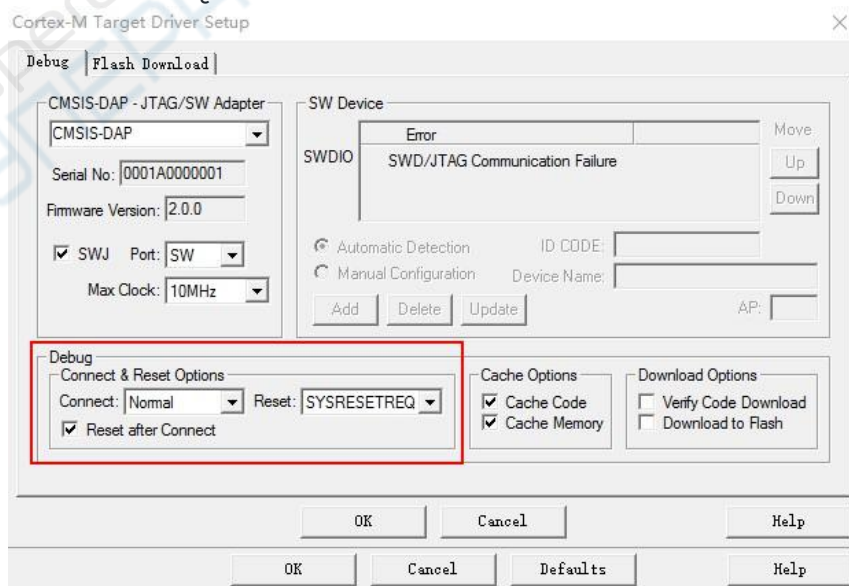 Cortex-M Target Driver Setup
Debug Flash Download
CMSIS-DAP - JTAG/SW Adapter
CMSIS-DAP
Serial No: 0001A0000001
Firmware Version: 2.0.0
SWJ Port: SW
Max Clock: 10MHz
SW Device
Error
SWDIO SWD/JTAG Communication Failure
Move
Up
Down
Automatic Detection ID CODE:
Manual Configuration Device Name:
Add Delete Update AP:
Debug
Connect & Reset Options
Connect: Normal Reset: SYSRESETREQ
Reset after Connect
Cache Options
Cache Code
Cache Memory
Download Options
Verify Code Download
Download to Flash
OK Cancel Help
OK Cancel Defaults Help